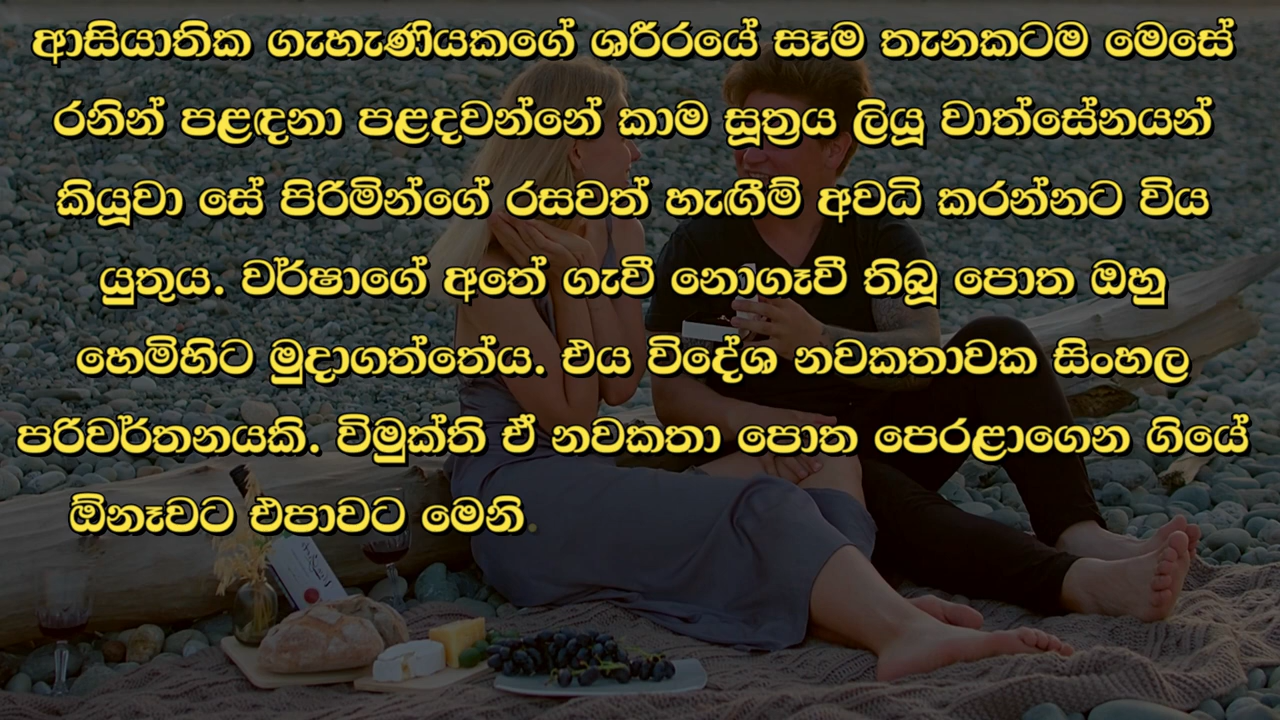 ආසියාතික ගැහැණියකගේ ශරීරයේ සෑම තැනකටම මෙසේ
රනින් පළඳනා පළඳවන්නේ කාම සූත්‍රය ලියූ වාත්සේනයන්
කියූවා සේ පිරිමින්ගේ රසවත් හැඟීම් අවධි කරන්නට විය
යුතුය. වර්ෂාගේ අතේ ගැවී නොගෑවී තිබූ පොත ඔහු
හෙමිහිට මුදාගත්තේය. එය විදේශ නවකතාවක සිංහල
පරිවර්තනයකි. විමුක්ති ඒ නවකතා පොත පෙරළාගෙන ගියේ
ඕනෑවට එපාවට මෙනි.